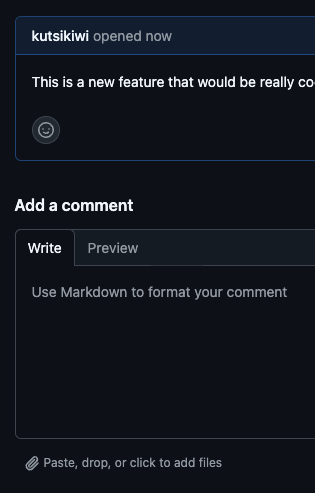 kutsikiwi opened now
This is a new feature that would be really co
Add a comment
Write Preview
Use Markdown to format your comment
Paste, drop, or click to add files